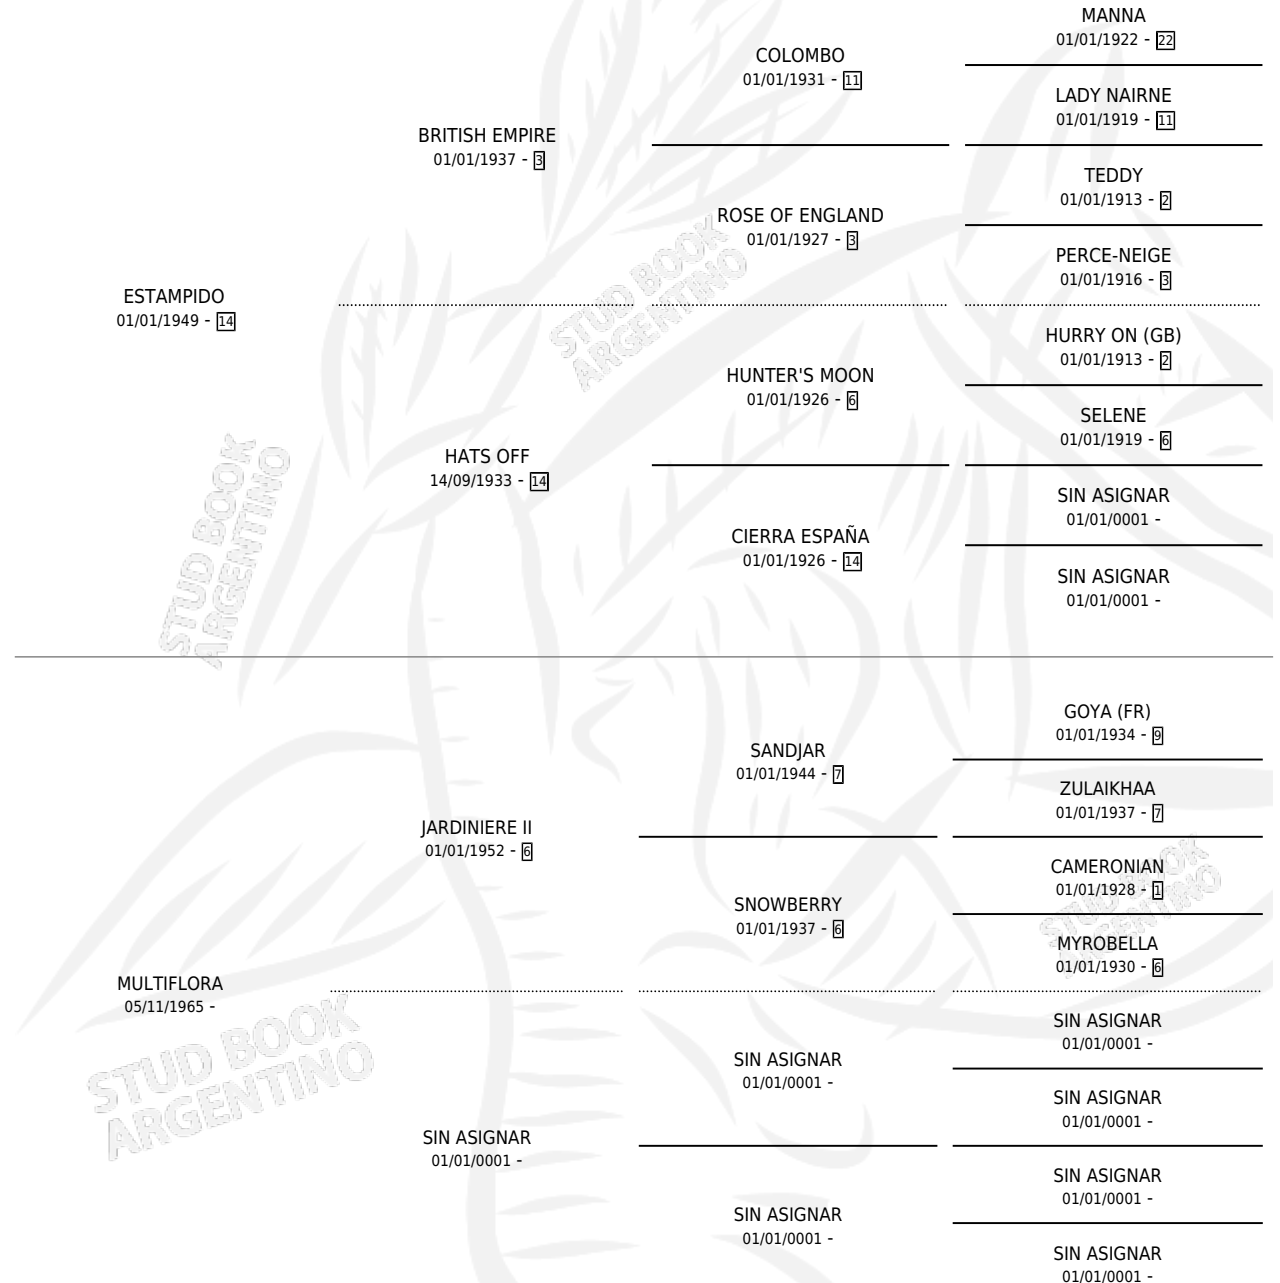 MANNA
01/01/1922 - 22
COLOMBO
01/01/1931 - 11
LADY NAIRNE
01/01/1919 - 11
BRITISH EMPIRE
01/01/1937 - 3
TEDDY
01/01/1913 - 2
ROSE OF ENGLAND
01/01/1927 - 3
PERCE-NEIGE
01/01/1916 - 3
ESTAMPIDO
01/01/1949 - 14
HURRY ON (GB)
01/01/1913 - 2
HUNTER'S MOON
01/01/1926 - 6
SELENE
01/01/1919 - 6
HATS OFF
14/09/1933 - 14
SIN ASIGNAR
01/01/0001 -
CIERRA ESPAÑA
01/01/1926 - 14
SIN ASIGNAR
01/01/0001 -
STUD BOOK
ARGENTINO
STUD BOOK
ARGENTINO
GOYA (FR)
01/01/1934 - 9
SANDJAR
01/01/1944 - 7
ZULAIKHAA
01/01/1937 - 7
JARDINIERE II
01/01/1952 - 6
CAMERONIAN
01/01/1928 - 1
SNOWBERRY
01/01/1937 - 6
MYROBELLA
01/01/1930 - 6
MULTIFLORA
05/11/1965 -
SIN ASIGNAR
01/01/0001 -
SIN ASIGNAR
01/01/0001 -
SIN ASIGNAR
01/01/0001 -
SIN ASIGNAR
01/01/0001 -
SIN ASIGNAR
01/01/0001 -
SIN ASIGNAR
01/01/0001 -
SIN ASIGNAR
01/01/0001 -
STUD BOOK
ARGENTINO
STUD BOOK
ARGENTINO